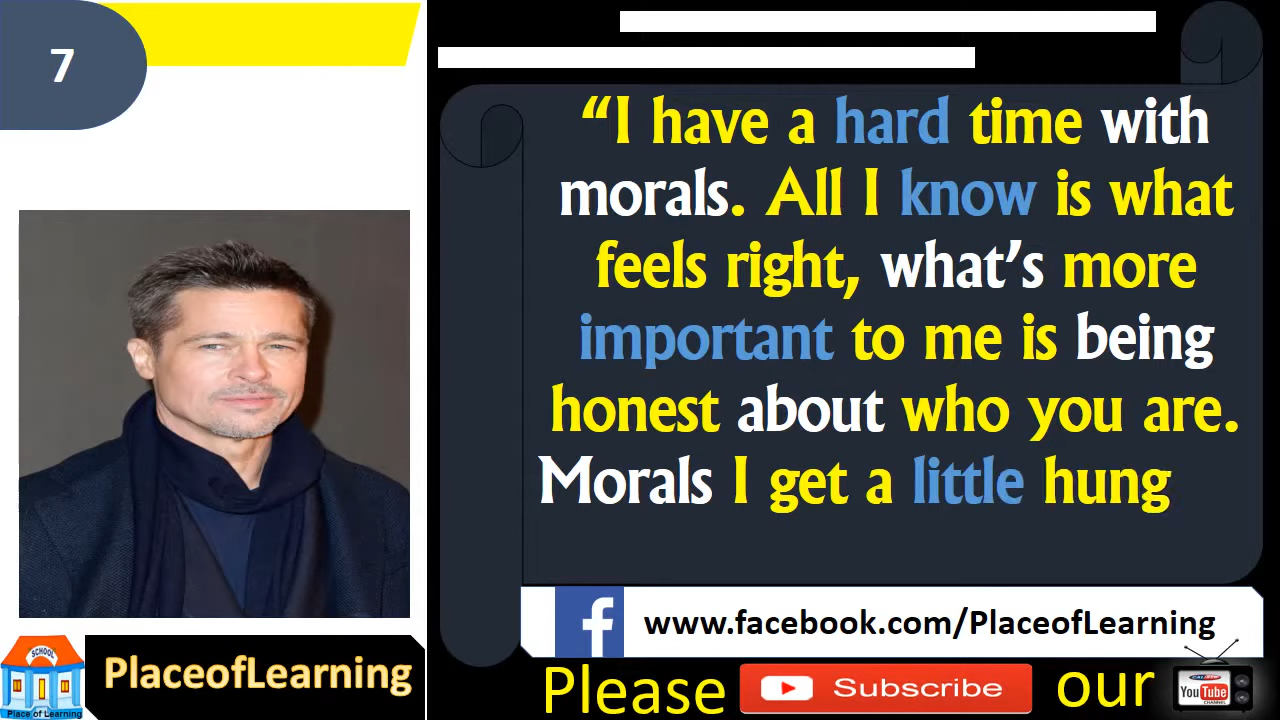 7
“I have a hard time with
morals. All I know is what
feels right, what’s more
important to me is being
honest about who you are.
Morals I get a little hung
www.facebook.com/PlaceofLearning
SCHOOL
Place of Learning
PlaceofLearning
Please Subscribe our
YouTube
CHANNEL